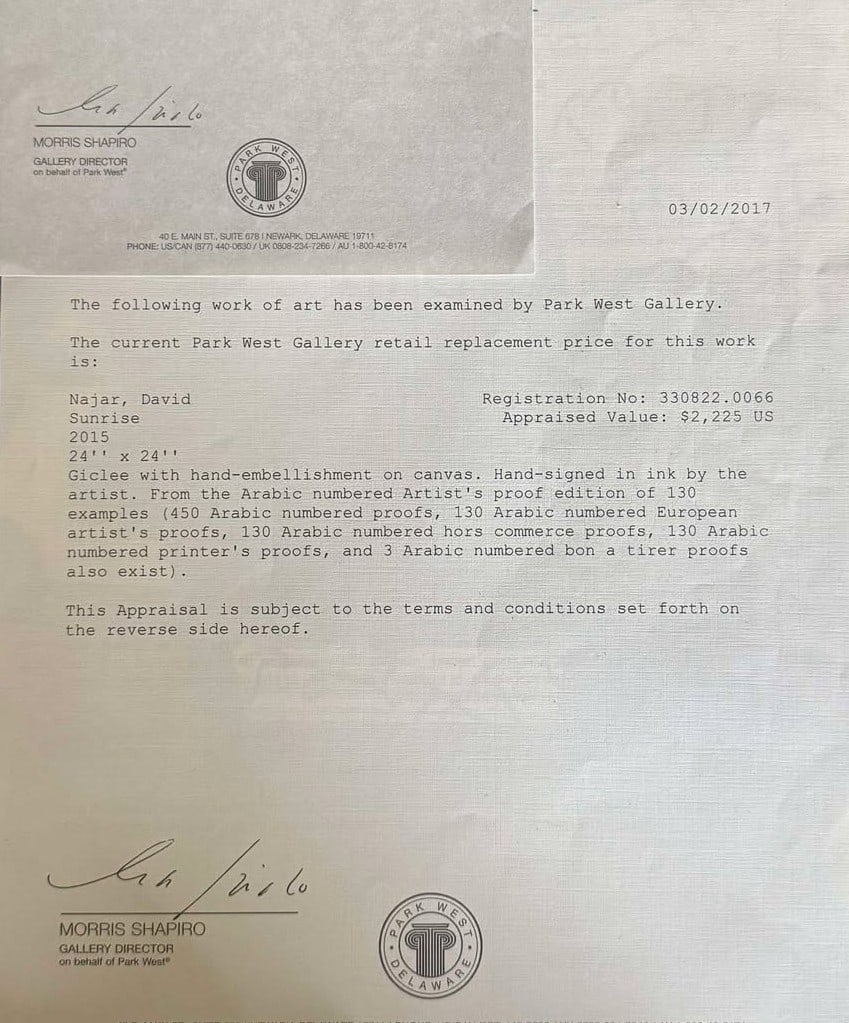 MORRIS SHAPIRO
GALLERY DIRECTOR
on behalf of Park West®
PARK WEST
DELAWARE
40 E. MAIN ST., SUITE 678 | NEWARK, DELAWARE 19711
PHONE: US/CAN (877) 440-0630 / UK 0808-234-7266 / AU 1-800-42-8174
03/02/2017
The following work of art has been examined by Park West Gallery.
The current Park West Gallery retail replacement price for this work
is:
Najar, David Registration No: 330822.0066
Sunrise Appraised Value: $2,225 US
2015
24'' x 24''
Giclee with hand-embellishment on canvas. Hand-signed in ink by the
artist. From the Arabic numbered Artist's proof edition of 130
examples (450 Arabic numbered proofs, 130 Arabic numbered European
artist's proofs, 130 Arabic numbered hors commerce proofs, 130 Arabic
numbered printer's proofs, and 3 Arabic numbered bon a tirer proofs
also exist).
This Appraisal is subject to the terms and conditions set forth on
the reverse side hereof.
MORRIS SHAPIRO
GALLERY DIRECTOR
on behalf of Park West®
PARK WEST
DELAWARE